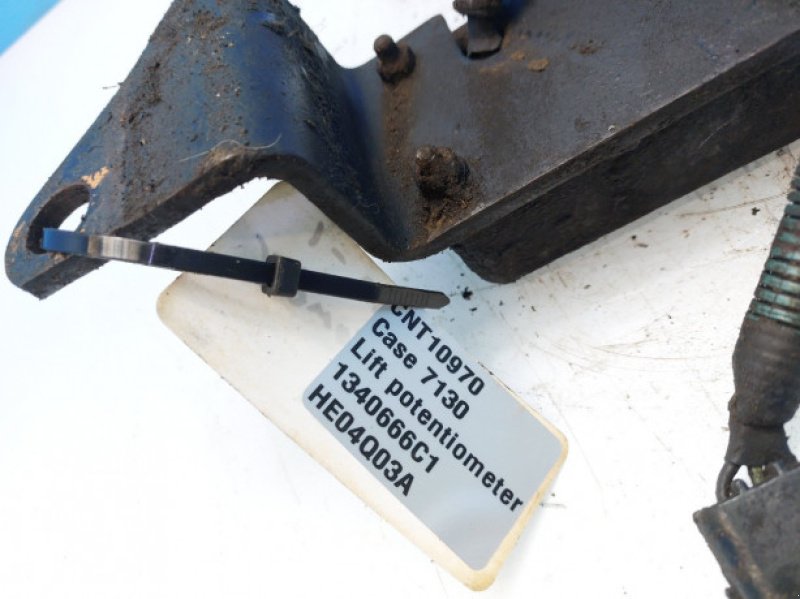 CNT10970
Case 7130
Lift potentiometer
1340666C1
HE04Q03A